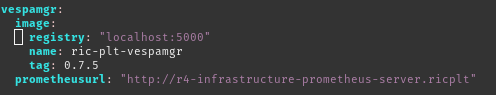 vespamgr:
  image:
    registry: "localhost:5000"
    name: ric-plt-vespamgr
    tag: 0.7.5
  prometheusurl: "http://r4-infrastructure-prometheus-server.ricplt"